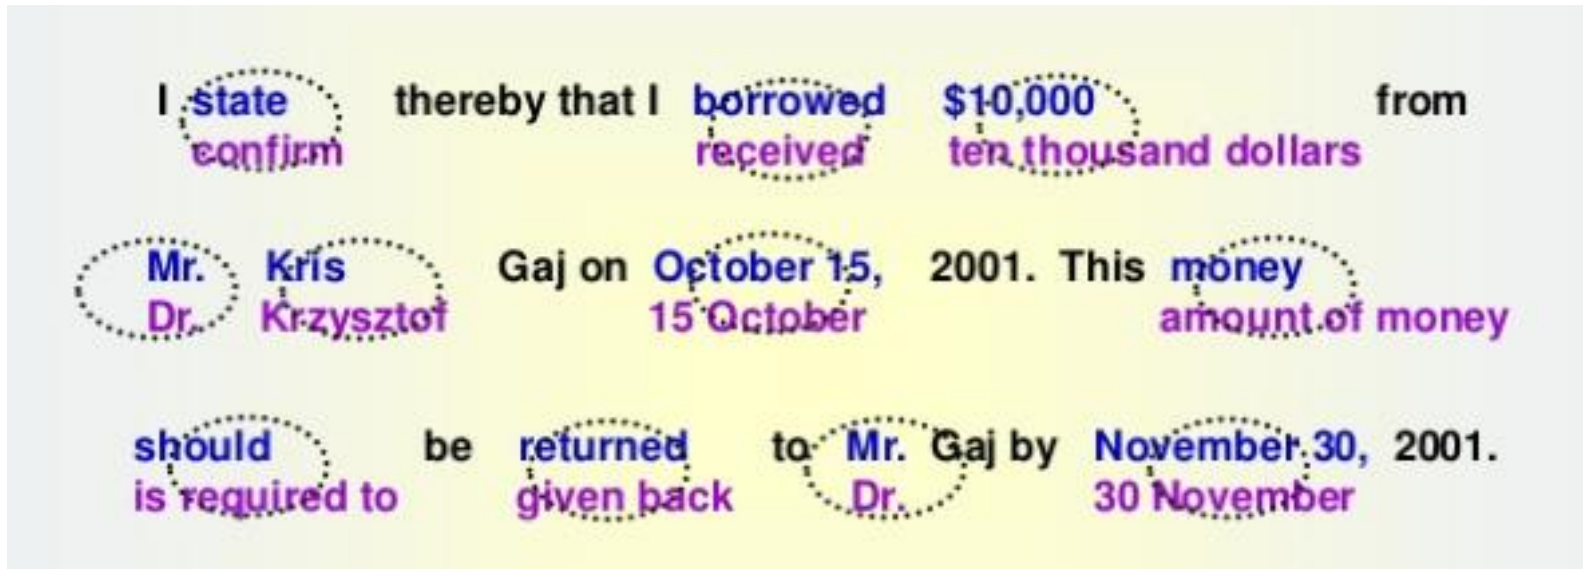 I state thereby that I borrowed $10,000 from
confirm received ten thousand dollars
Mr. Kris Gaj on October 15, 2001. This money
Dr. Krzysztof 15 October amount of money
should be returned to Mr. Gaj by November 30, 2001.
is required to given back Dr. 30 November